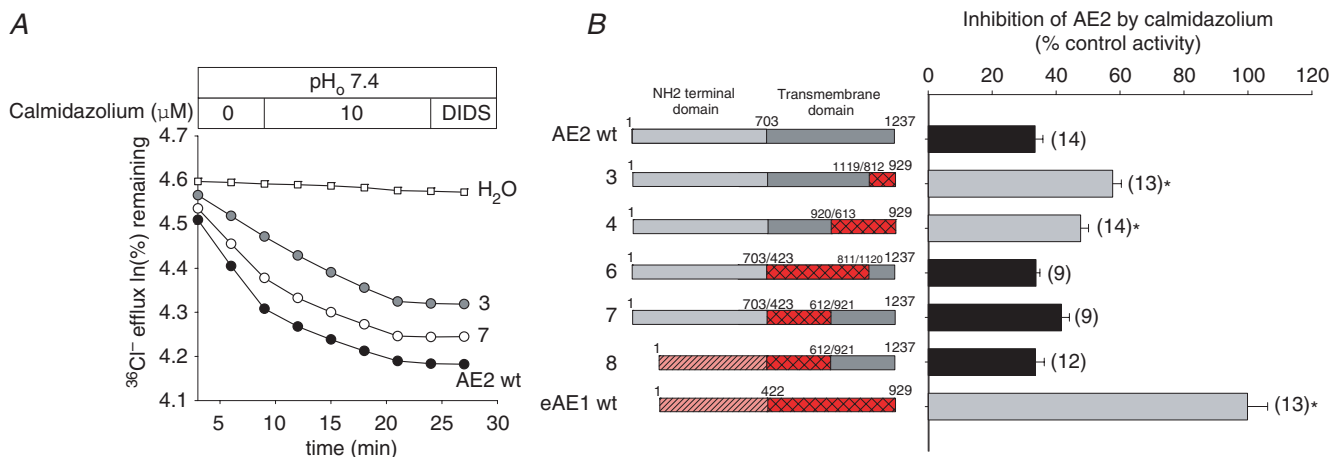 A
pHo 7.4
Calmidazolium (μM)
0
10
DIDS
4.7
4.6
4.5
4.4
4.3
4.2
4.1
³⁶Cl⁻ efflux ln(%) remaining
H₂O
3
7
AE2 wt
0
5
10
15
20
25
30
time (min)
B
Inhibition of AE2 by calmidazolium
(% control activity)
0 20 40 60 80 100 120
NH2 terminal domain
Transmembrane domain
AE2 wt
1 703 1237
(14)
3
1 1119/812 929
(13)*
4
1 920/613 929
(14)*
6
1 703/423 811/1120 1237
(9)
7
1 703/423 612/921 1237
(9)
8
1 612/921 1237
(12)
eAE1 wt
1 422 929
(13)*